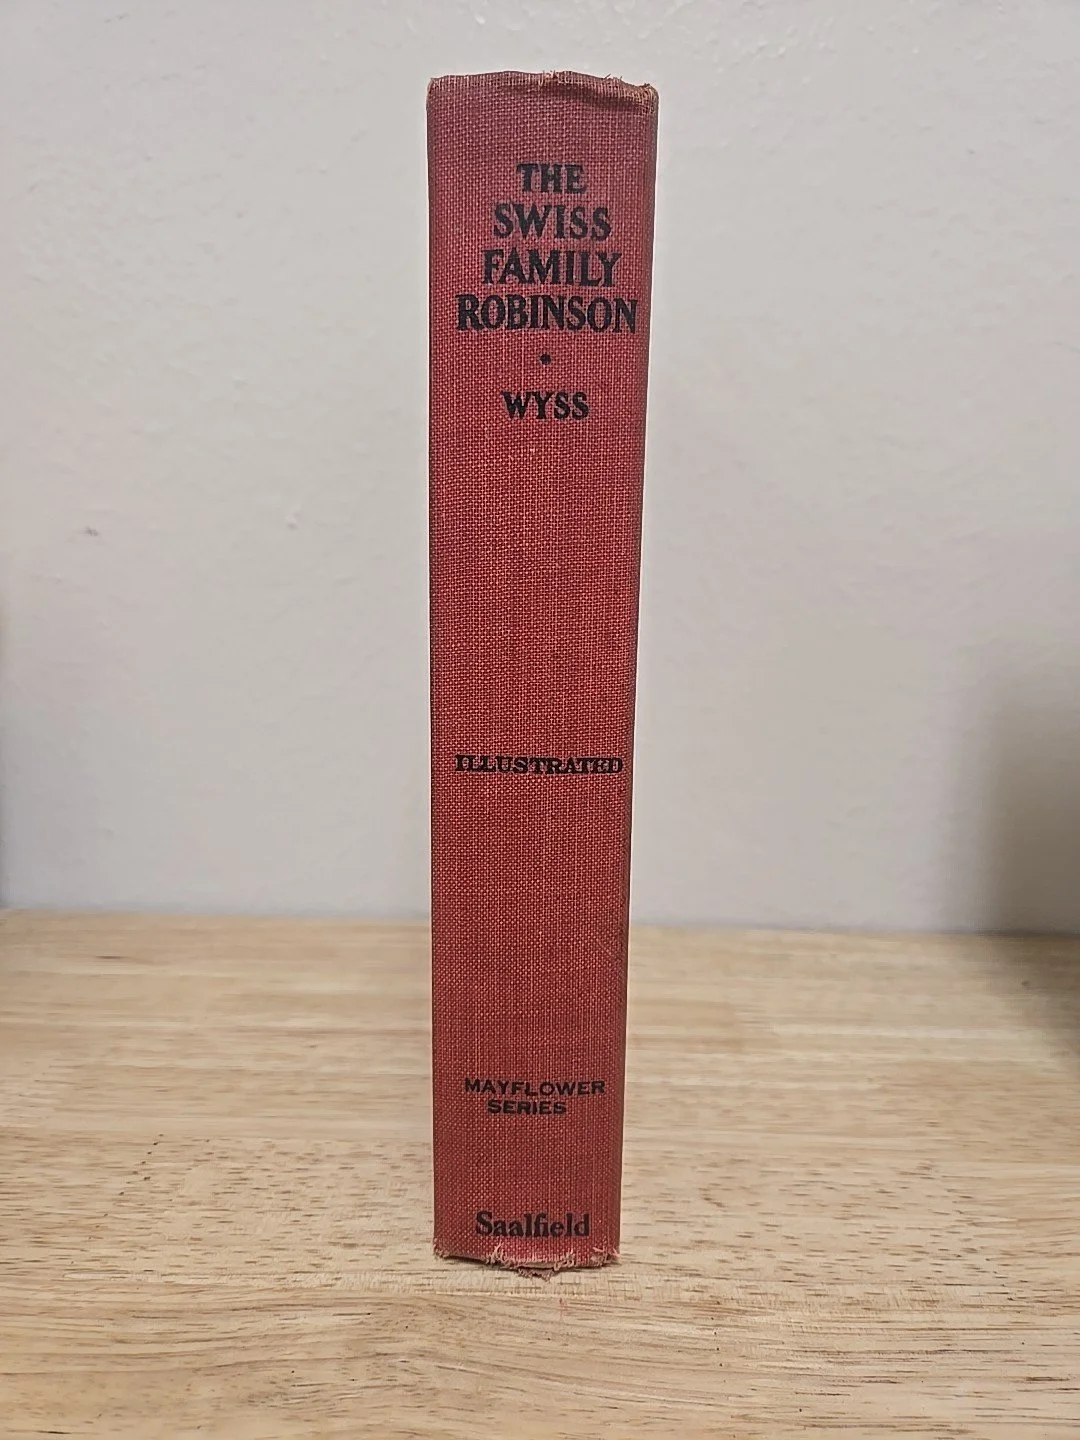 THE
SWISS
FAMILY
ROBINSON
•
WYSS
ILLUSTRATED
MAYFLOWER
SERIES
Saalfield